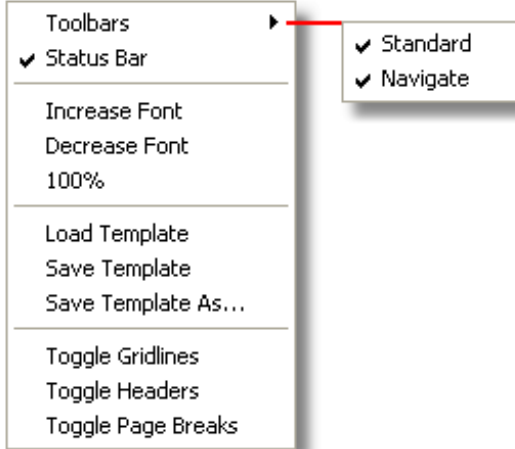 Toolbars
Standard
Status Bar
Navigate
Increase Font
Decrease Font
100%
Load Template
Save Template
Save Template As...
Toggle Gridlines
Toggle Headers
Toggle Page Breaks